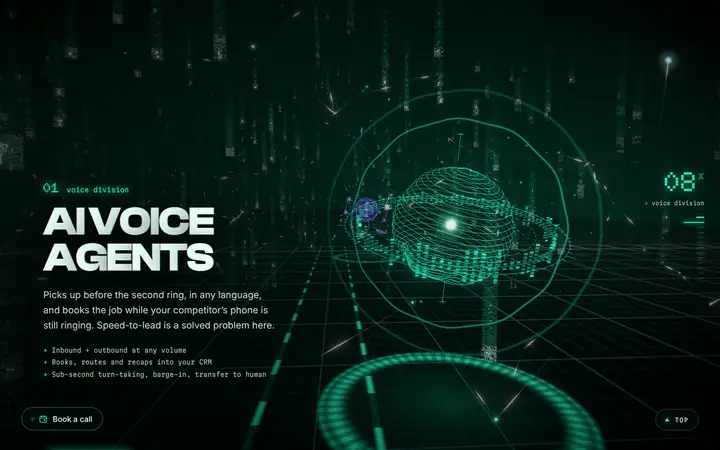 01 voice division
AI VOICE
AGENTS
Picks up before the second ring, in any language,
and books the job while your competitor's phone is
still ringing. Speed-to-lead is a solved problem here.
+ Inbound + outbound at any volume
+ Books, routes and recaps into your CRM
+ Sub-second turn-taking, barge-in, transfer to human
08%
> voice division
Book a call
TOP